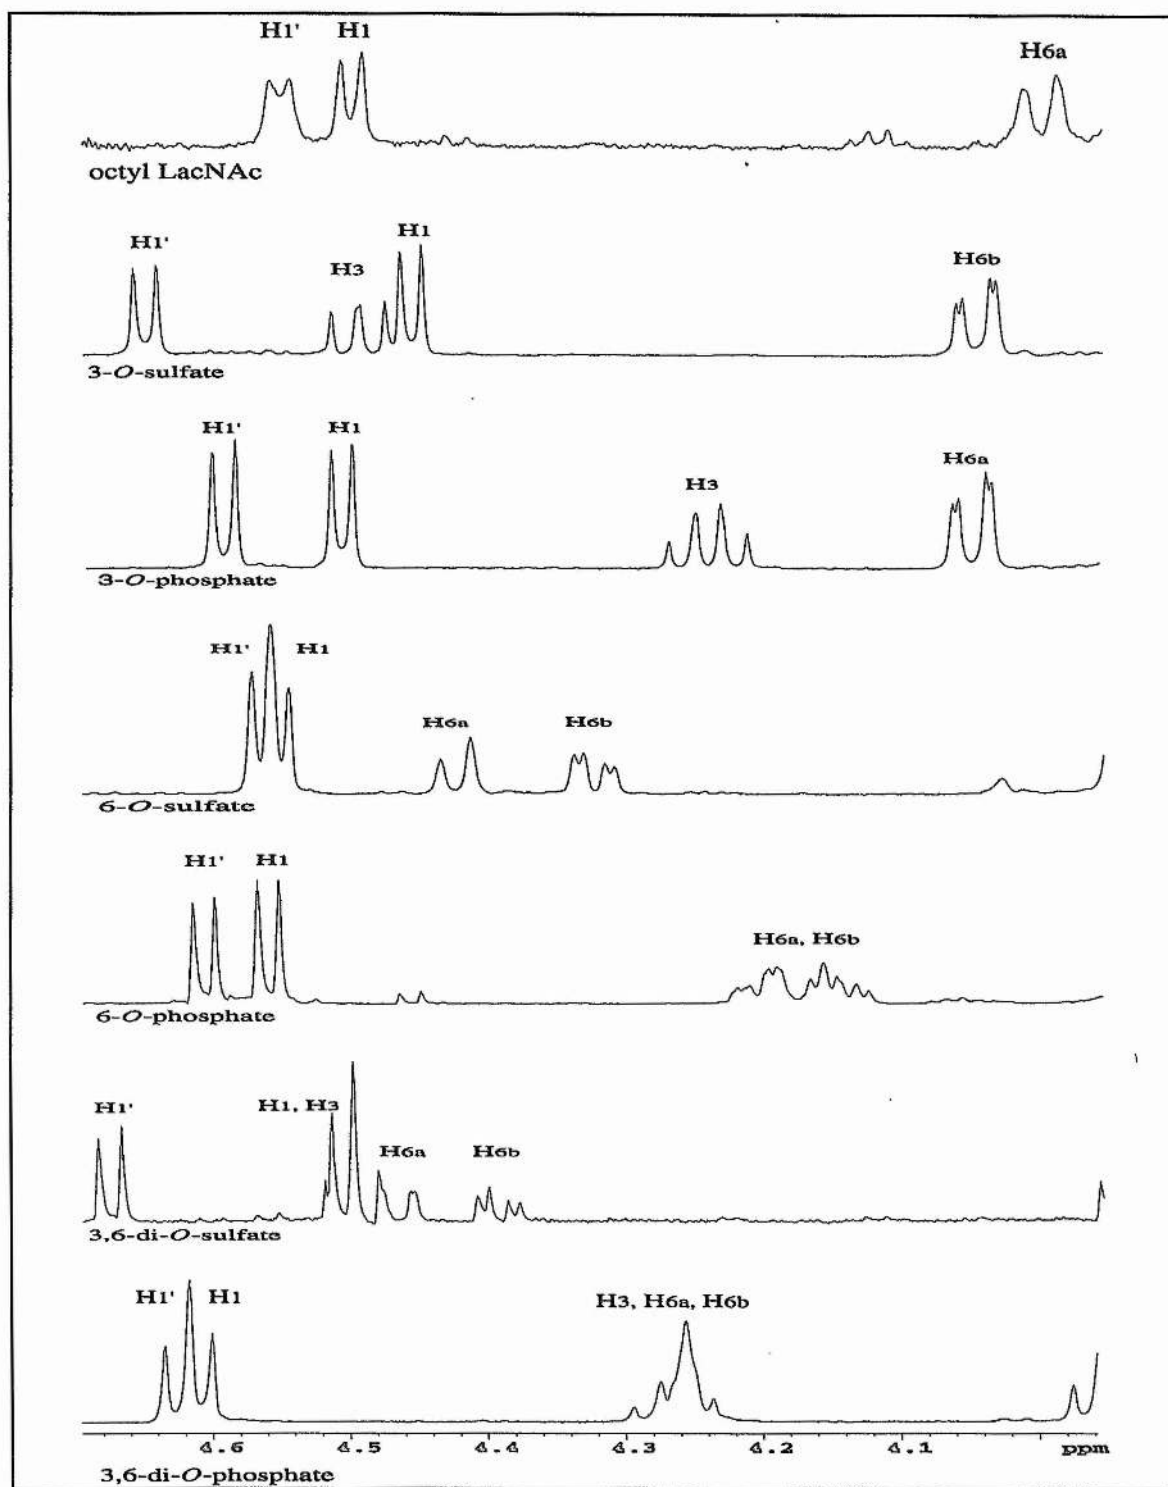 H1' H1 H6a
octyl LacNAc
H1' H3 H1 H6b
3-O-sulfate
H1' H1 H3 H6a
3-O-phosphate
H1' H1 H6a H6b
6-O-sulfate
H1' H1 H6a, H6b
6-O-phosphate
H1' H1, H3 H6a H6b
3,6-di-O-sulfate
H1' H1 H3, H6a, H6b
4.6 4.5 4.4 4.3 4.2 4.1 ppm
3,6-di-O-phosphate